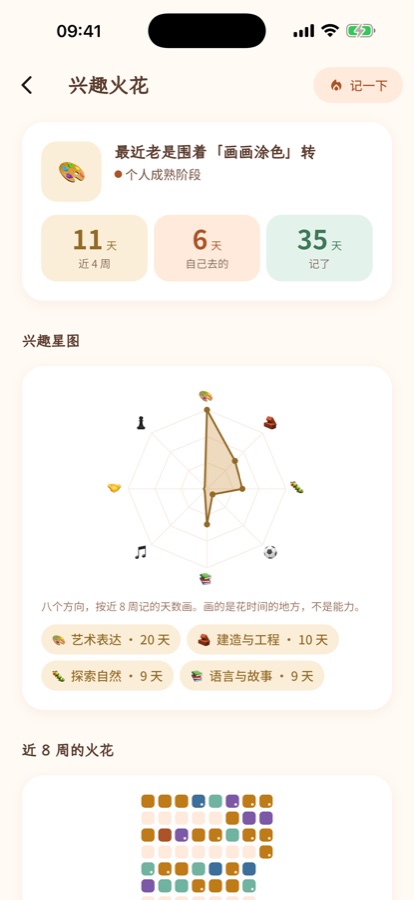 09:41
兴趣火花
记一下
最近老是围着「画画涂色」转
个人成熟阶段
11 天
近 4 周
6 天
自己去的
35 天
记了
兴趣星图
八个方向，按近 8 周记的天数画。画的是花时间的地方，不是能力。
艺术表达 · 20 天
建造与工程 · 10 天
探索自然 · 9 天
语言与故事 · 9 天
近 8 周的火花